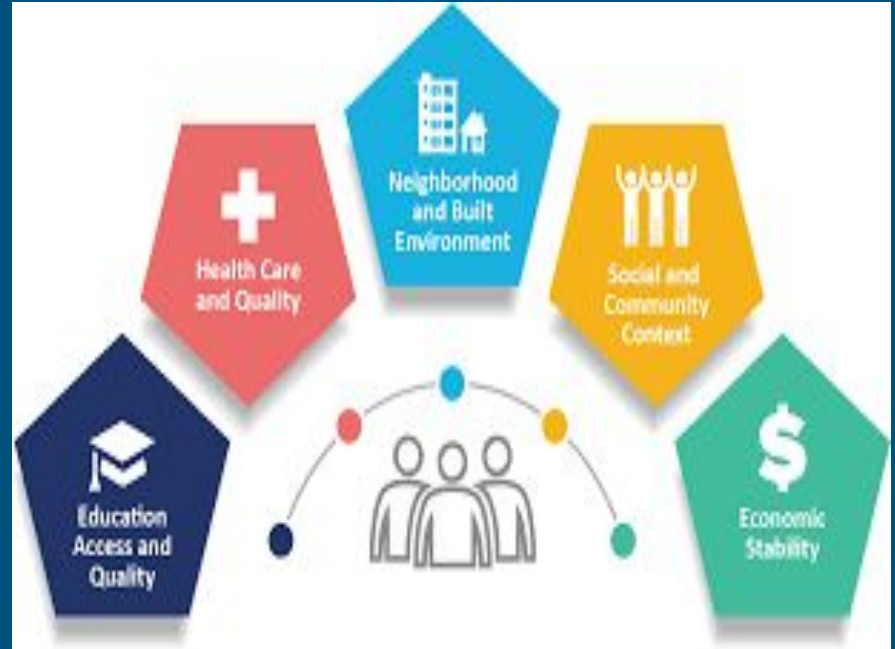 Education
Access and
Quality
Health Care
and Quality
Neighborhood
and Built
Environment
Social and
Community
Context
$
Economic
Stability